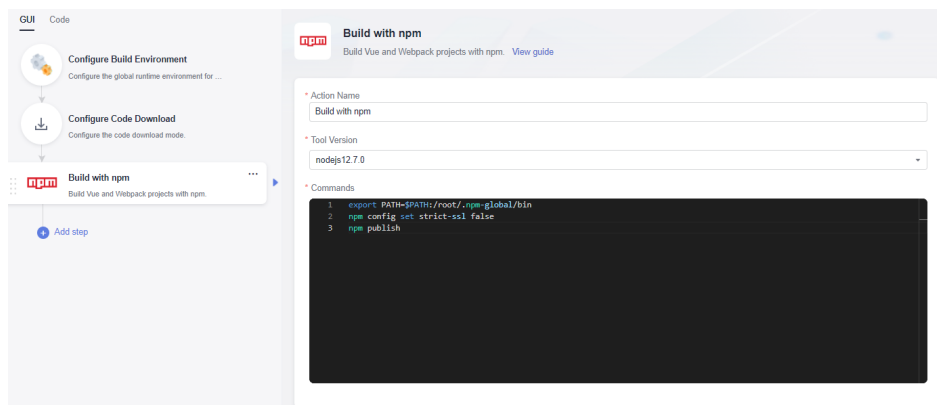 GUI Code
Configure Build Environment
Configure the global runtime environment for ....
Configure Code Download
Configure the code download mode.
npm
Build with npm
...
Build Vue and Webpack projects with npm.
Add step
npm
Build with npm
Build Vue and Webpack projects with npm. View guide
* Action Name
Build with npm
* Tool Version
nodejs12.7.0
* Commands
1 export PATH=$PATH:/root/.npm-global/bin
2 npm config set strict-ssl false
3 npm publish